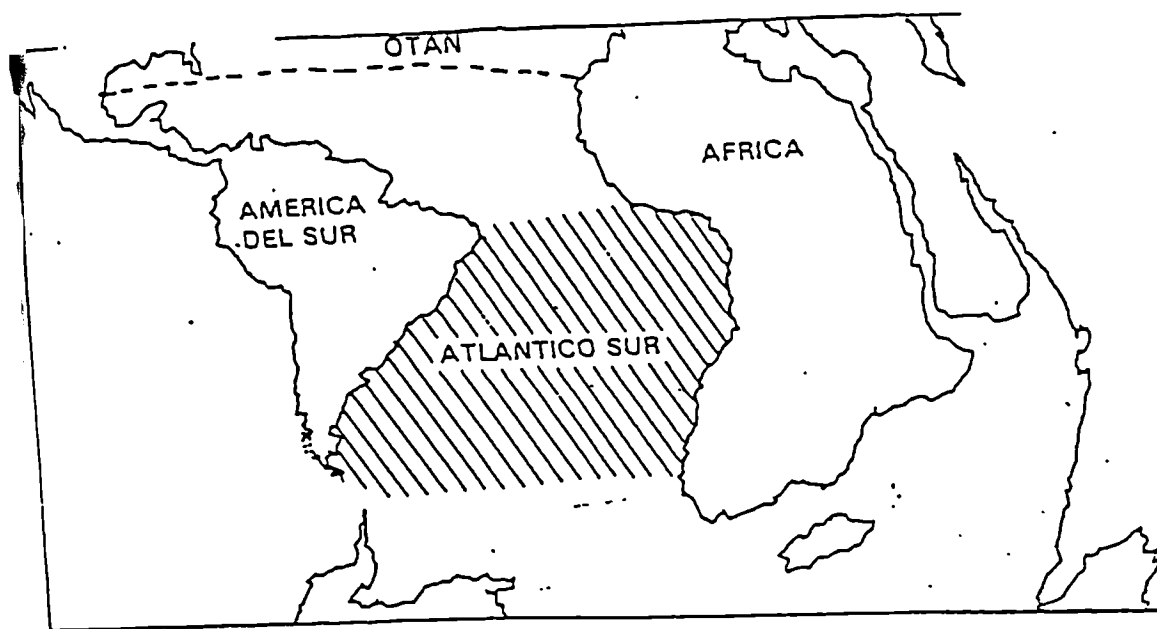 OTAN
AFRICA
AMERICA
DEL SUR
ATLANTICO SUR